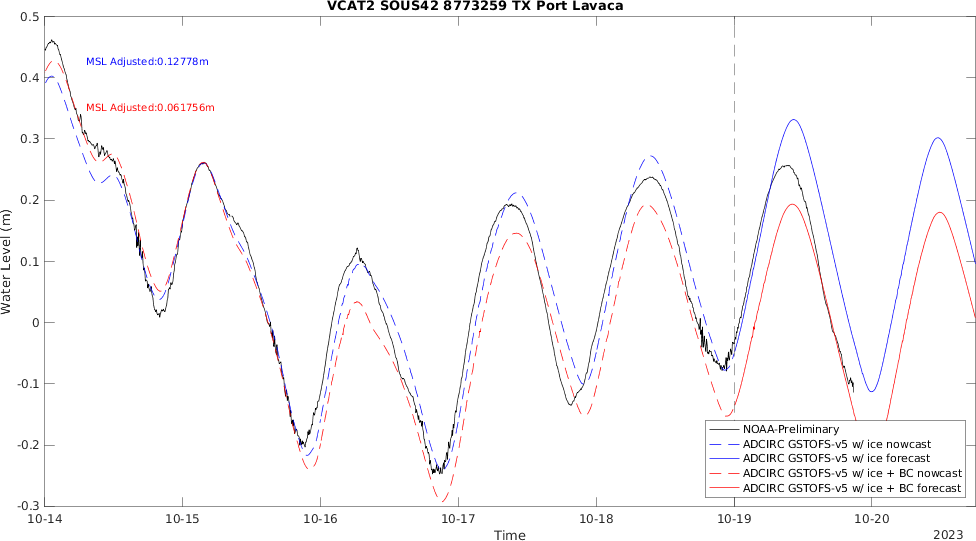 VCAT2 SOUS42 8773259 TX Port Lavaca
0.5
0.4
0.3
0.2
0.1
0
-0.1
-0.2
-0.3
Water Level (m)
MSL Adjusted:0.12778m
MSL Adjusted:0.061756m
NOAA-Preliminary
ADCIRC GSTOFS-v5 w/ ice nowcast
ADCIRC GSTOFS-v5 w/ ice forecast
ADCIRC GSTOFS-v5 w/ ice + BC nowcast
ADCIRC GSTOFS-v5 w/ ice + BC forecast
10-14 10-15 10-16 10-17 10-18 10-19 10-20
Time
2023